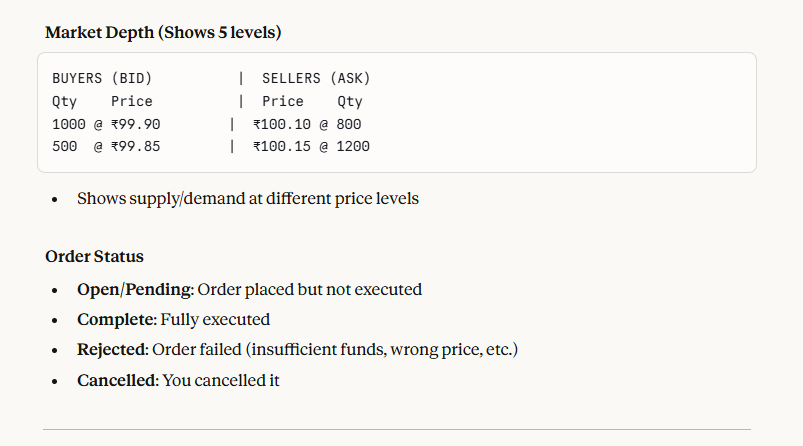 Market Depth (Shows 5 levels)
BUYERS (BID)          |  SELLERS (ASK)
Qty    Price          |  Price    Qty
1000 @ ₹99.90        |  ₹100.10 @ 800
500  @ ₹99.85        |  ₹100.15 @ 1200
• Shows supply/demand at different price levels
Order Status
• Open/Pending: Order placed but not executed
• Complete: Fully executed
• Rejected: Order failed (insufficient funds, wrong price, etc.)
• Cancelled: You cancelled it